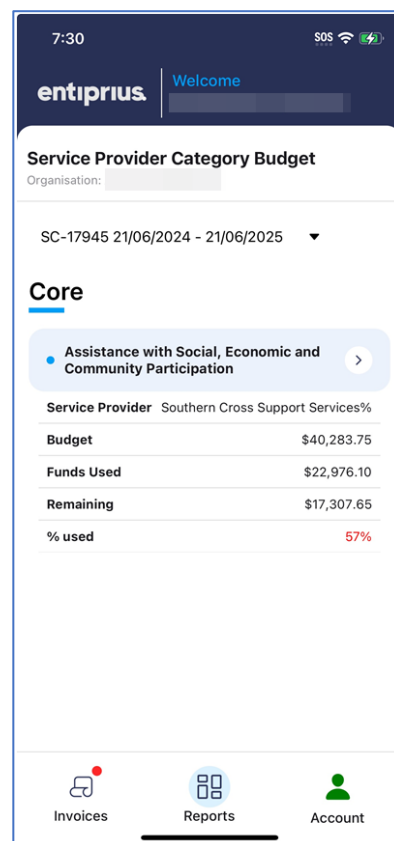 7:30 SOS
entiprius.
Welcome
Service Provider Category Budget
Organisation:
SC-17945 21/06/2024 - 21/06/2025
Core
Assistance with Social, Economic and
Community Participation
Service Provider Southern Cross Support Services%
Budget $40,283.75
Funds Used $22,976.10
Remaining $17,307.65
% used 57%
Invoices Reports Account